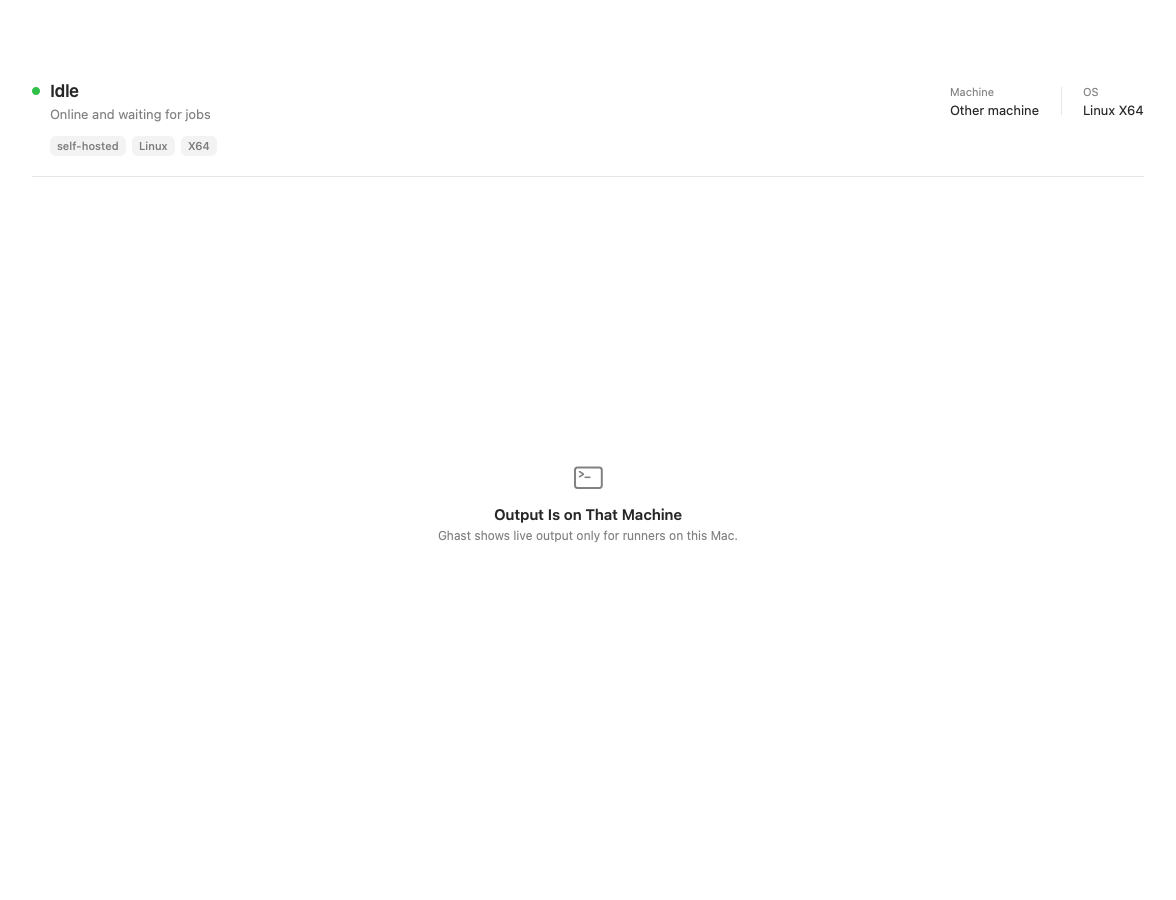 Idle
Online and waiting for jobs
self-hosted Linux X64
Machine
Other machine
OS
Linux X64
Output Is on That Machine
Ghast shows live output only for runners on this Mac.